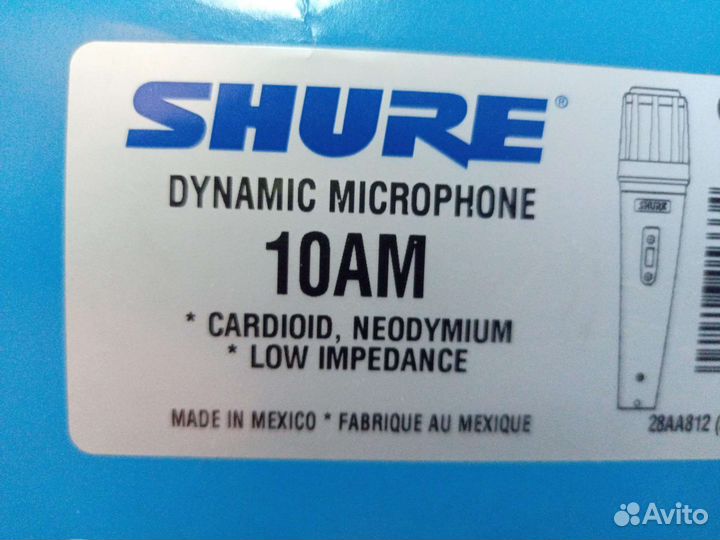 SHURE®
DYNAMIC MICROPHONE
10AM
* CARDIOID, NEODYMIUM
* LOW IMPEDANCE
MADE IN MEXICO * FABRIQUE AU MEXIQUE
SHURE
28AA812 (
Avito